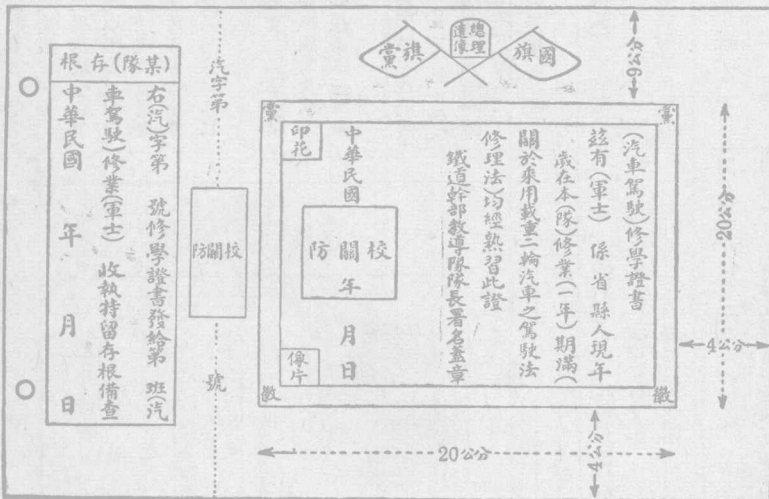 國旗
總理遺像
黨旗
黨
黨
徽
徽
(汽車駕駛)修學證書
茲有(軍士) 係 省 縣人現年
歲在本隊)修業(一年)期滿(
關於乘用載重二輪汽車之駕駛法
修理法)均經熟習此證
鐵道幹部教導隊隊長署名蓋章
中華民國 年 月 日
校關防
印花
像片
9公分
20公分
4公分
20公分
4公分
汽字第 號
校關防
(某隊)存根
右(汽)字第 號修學證書發給第 班(汽
車駕駛)修業(軍士) 收執特留存根備查
中華民國 年 月 日